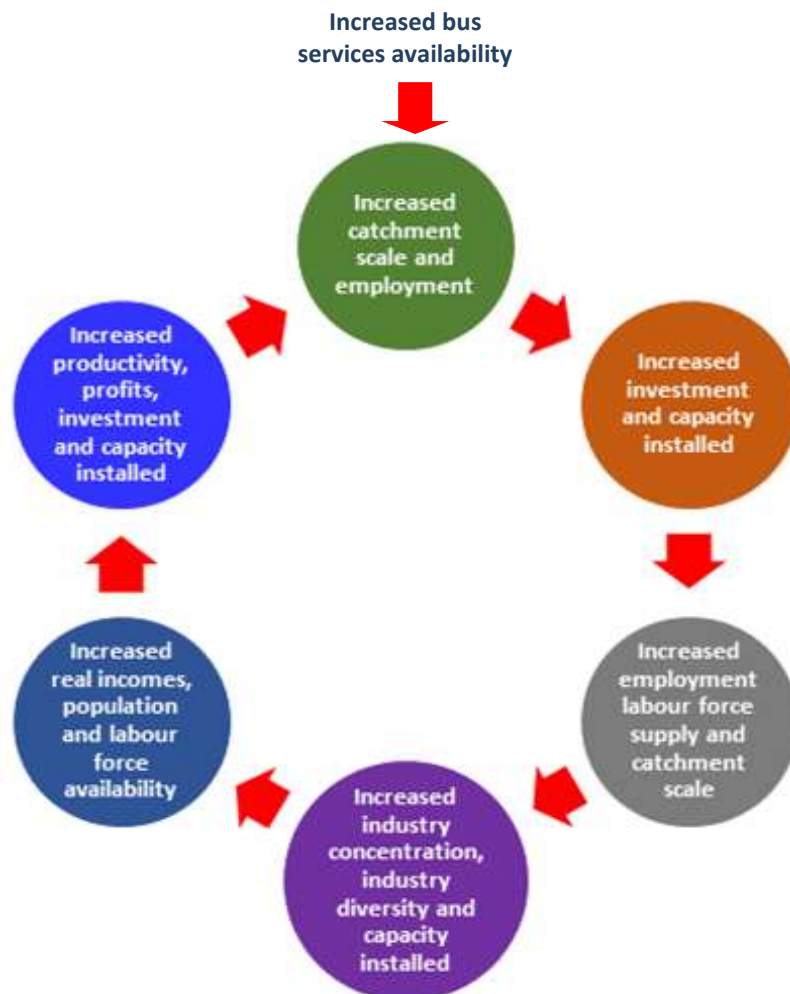 Increased bus
services availability
Increased
catchment
scale and
employment
Increased
investment
and capacity
installed
Increased
employment
labour force
supply and
catchment
scale
Increased
industry
concentration,
industry
diversity and
capacity
installed
Increased
real incomes,
population
and labour
force
availability
Increased
productivity,
profits,
investment
and capacity
installed